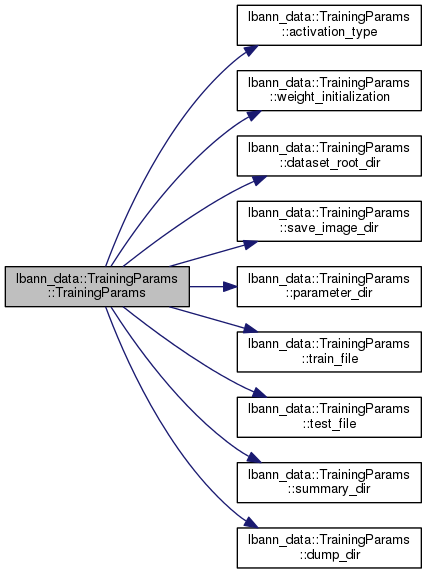 lbann_data::TrainingParams
::TrainingParams
lbann_data::TrainingParams
::activation_type
lbann_data::TrainingParams
::weight_initialization
lbann_data::TrainingParams
::dataset_root_dir
lbann_data::TrainingParams
::save_image_dir
lbann_data::TrainingParams
::parameter_dir
lbann_data::TrainingParams
::train_file
lbann_data::TrainingParams
::test_file
lbann_data::TrainingParams
::summary_dir
lbann_data::TrainingParams
::dump_dir